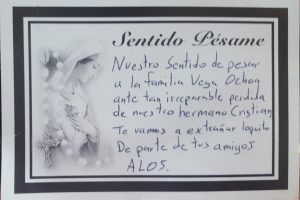 Sentido Pésame
Nuestro Sentido de pesar
a la familia Vega Ochoa
ante tan irreparable perdida
de nuestro hermano Cristian
Te vamos a extrañar loquito
De parte de tus amigos
ALOS.